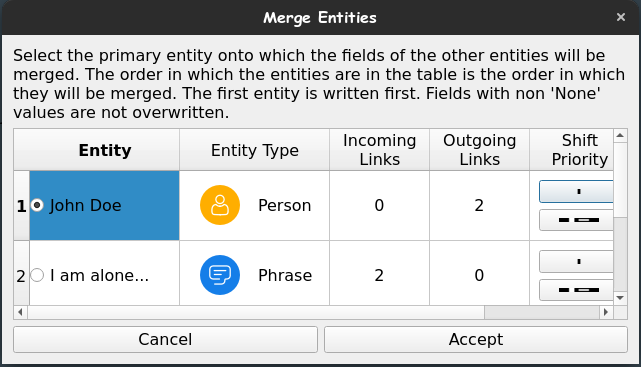 Merge Entities
Select the primary entity onto which the fields of the other entities will be
merged. The order in which the entities are in the table is the order in which
they will be merged. The first entity is written first. Fields with non 'None'
values are not overwritten.
Entity Entity Type Incoming Links Outgoing Links Shift Priority
1 John Doe Person 0 2
2 I am alone... Phrase 2 0
Cancel Accept